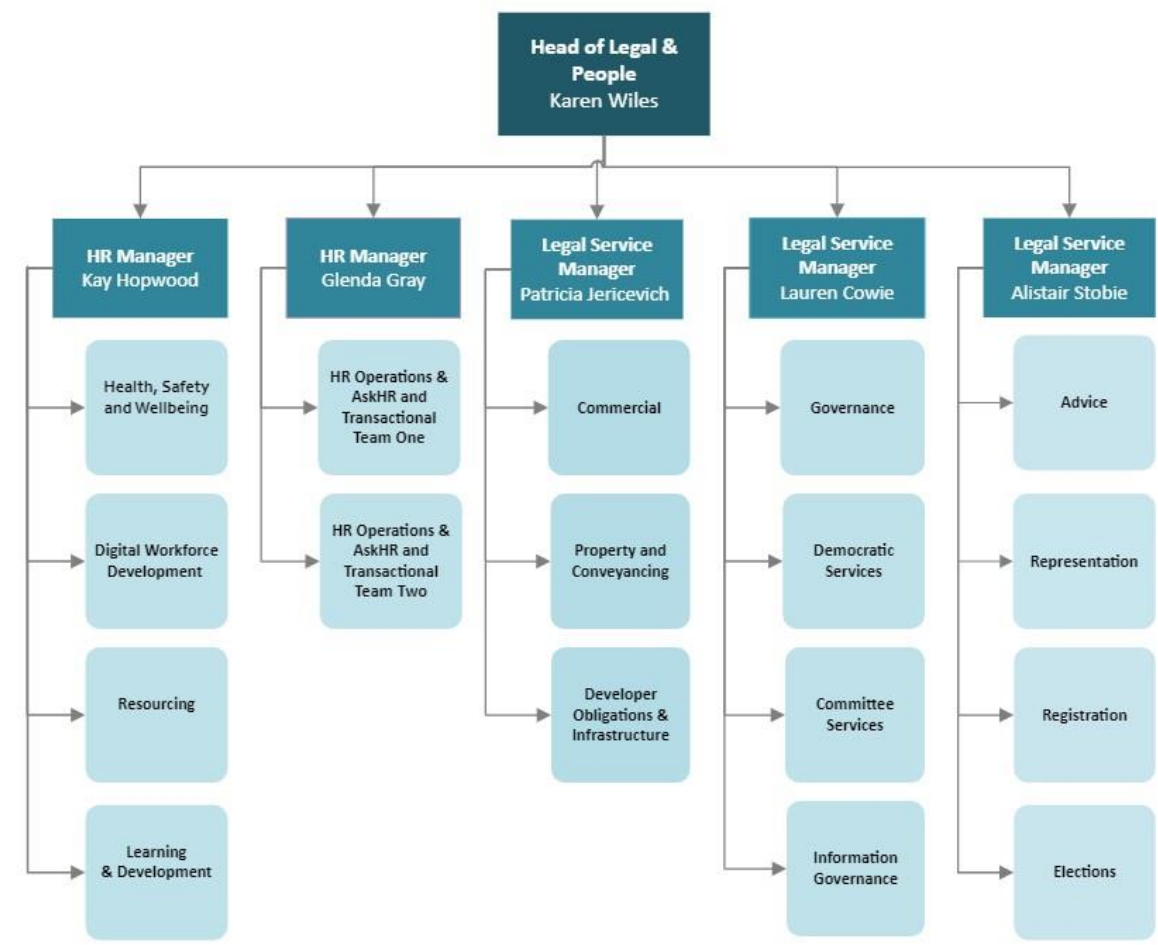 Head of Legal &
People
Karen Wiles
HR Manager
Kay Hopwood
HR Manager
Glenda Gray
Legal Service
Manager
Patricia Jericevich
Legal Service
Manager
Lauren Cowie
Legal Service
Manager
Alistair Stobie
Health, Safety
and Wellbeing
HR Operations &
AskHR and
Transactional
Team One
Commercial
Governance
Advice
Digital Workforce
Development
HR Operations &
AskHR and
Transactional
Team Two
Property and
Conveyancing
Democratic
Services
Representation
Resourcing
Developer
Obligations &
Infrastructure
Committee
Services
Registration
Learning
& Development
Information
Governance
Elections